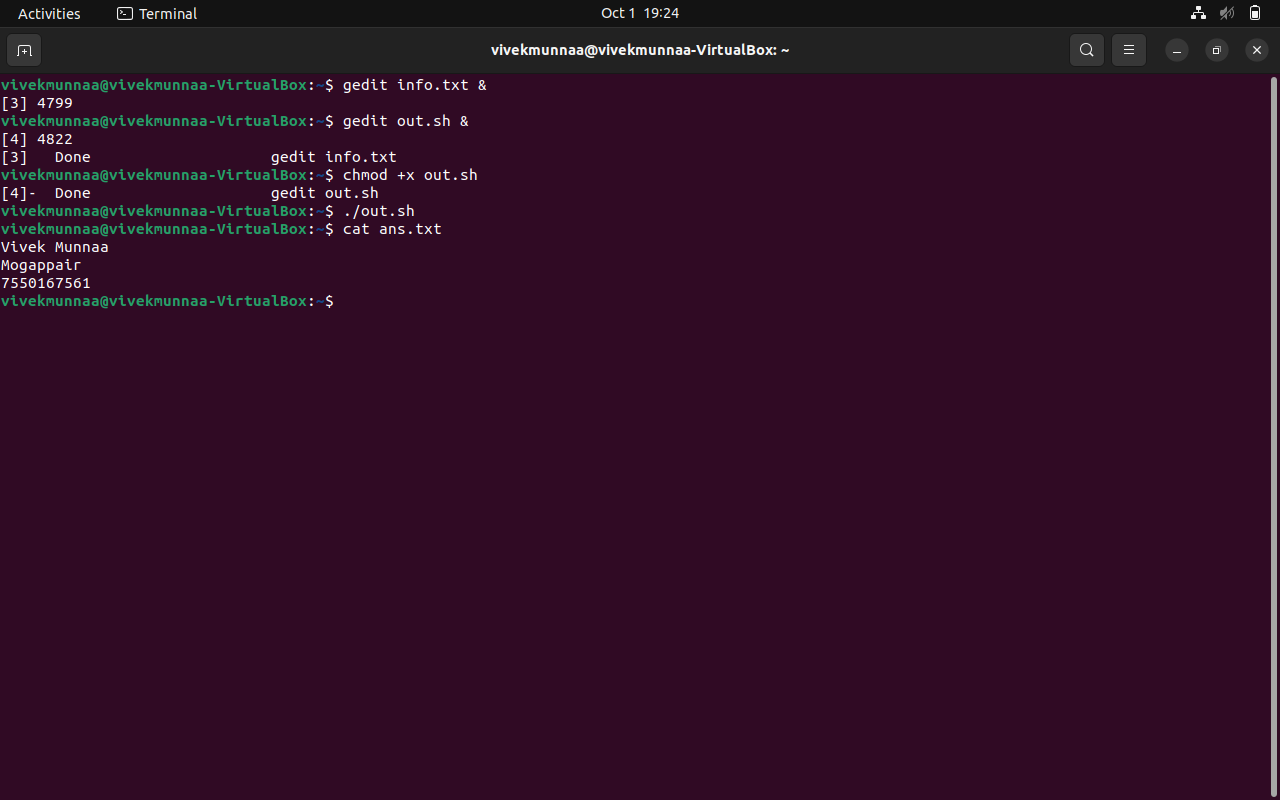 Activities Terminal Oct 1 19:24
vivekmunnaa@vivekmunnaa-VirtualBox: ~
vivekmunnaa@vivekmunnaa-VirtualBox:~$ gedit info.txt &
[3] 4799
vivekmunnaa@vivekmunnaa-VirtualBox:~$ gedit out.sh &
[4] 4822
[3]   Done                    gedit info.txt
vivekmunnaa@vivekmunnaa-VirtualBox:~$ chmod +x out.sh
[4]-  Done                    gedit out.sh
vivekmunnaa@vivekmunnaa-VirtualBox:~$ ./out.sh
vivekmunnaa@vivekmunnaa-VirtualBox:~$ cat ans.txt
Vivek Munnaa
Mogappair
7550167561
vivekmunnaa@vivekmunnaa-VirtualBox:~$